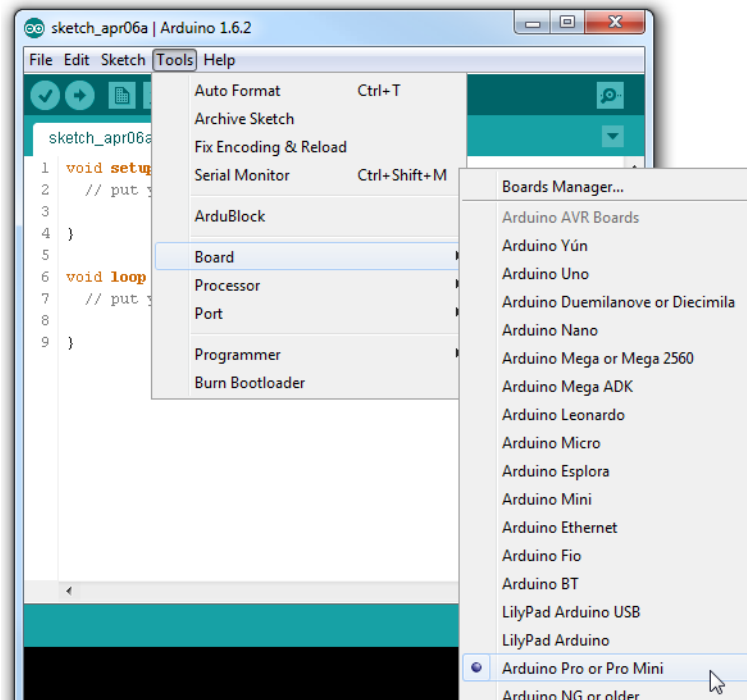 sketch_apr06a | Arduino 1.6.2
File Edit Sketch Tools Help
sketch_apr06a
Auto Format Ctrl+T
Archive Sketch
Fix Encoding & Reload
Serial Monitor Ctrl+Shift+M
ArduBlock
Board
Processor
Port
Programmer
Burn Bootloader
1 void setup
2 // put
3
4 }
5
6 void loop
7 // put
8
9 }
Boards Manager...
Arduino AVR Boards
Arduino Yún
Arduino Uno
Arduino Duemilanove or Diecimila
Arduino Nano
Arduino Mega or Mega 2560
Arduino Mega ADK
Arduino Leonardo
Arduino Micro
Arduino Esplora
Arduino Mini
Arduino Ethernet
Arduino Fio
Arduino BT
LilyPad Arduino USB
LilyPad Arduino
Arduino Pro or Pro Mini
Arduino NG or older